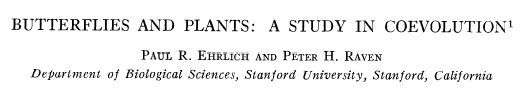 BUTTERFLIES AND PLANTS: A STUDY IN COEVOLUTION¹
PAUL R. EHRLICH AND PETER H. RAVEN
Department of Biological Sciences, Stanford University, Stanford, California